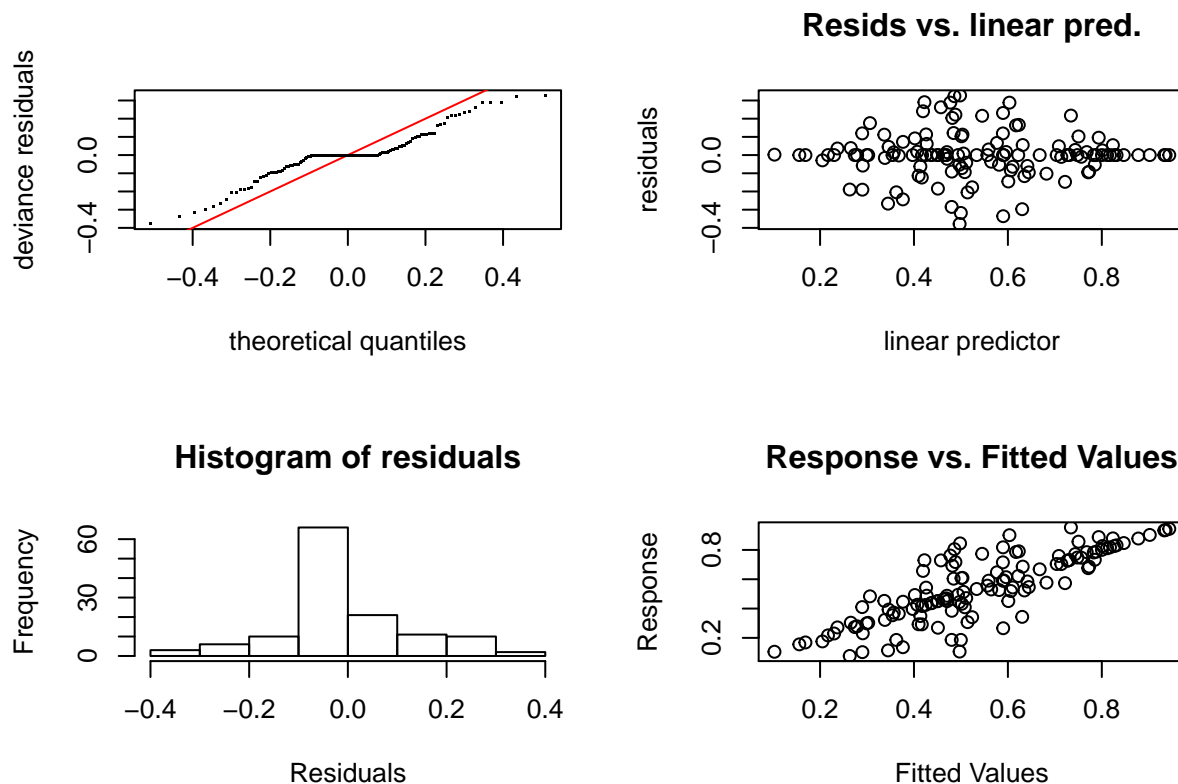 deviance residuals
0.0
−0.4
−0.4 −0.2 0.0 0.2 0.4
theoretical quantiles
Resids vs. linear pred.
residuals
0.0
−0.4
0.2 0.4 0.6 0.8
linear predictor
Histogram of residuals
Frequency
60
30
0
−0.4 −0.2 0.0 0.2 0.4
Residuals
Response vs. Fitted Values
Response
0.8
0.2
0.2 0.4 0.6 0.8
Fitted Values